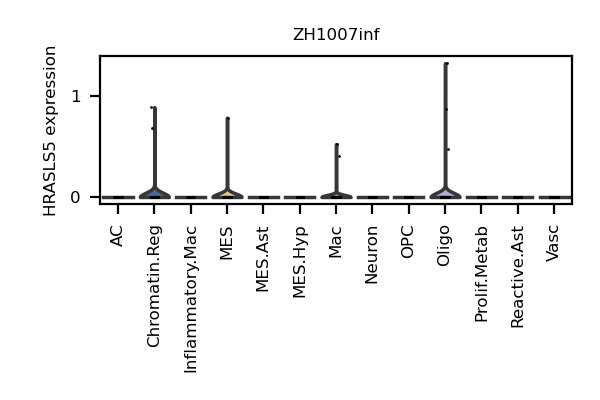 ZH1007inf
HRASLS5 expression
1
0
AC
Chromatin.Reg
Inflammatory.Mac
MES
MES.Ast
MES.Hyp
Mac
Neuron
OPC
Oligo
Prolif.Metab
Reactive.Ast
Vasc